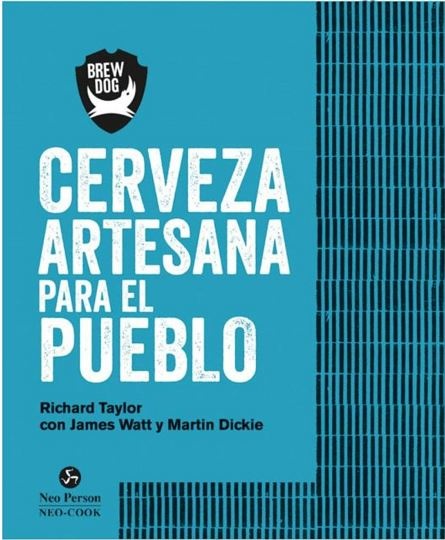 BREW
DOG
CERVEZA
ARTESANA
PARA EL
PUEBLO
Richard Taylor
con James Watt y Martin Dickie
Neo Person
NEO-COOK